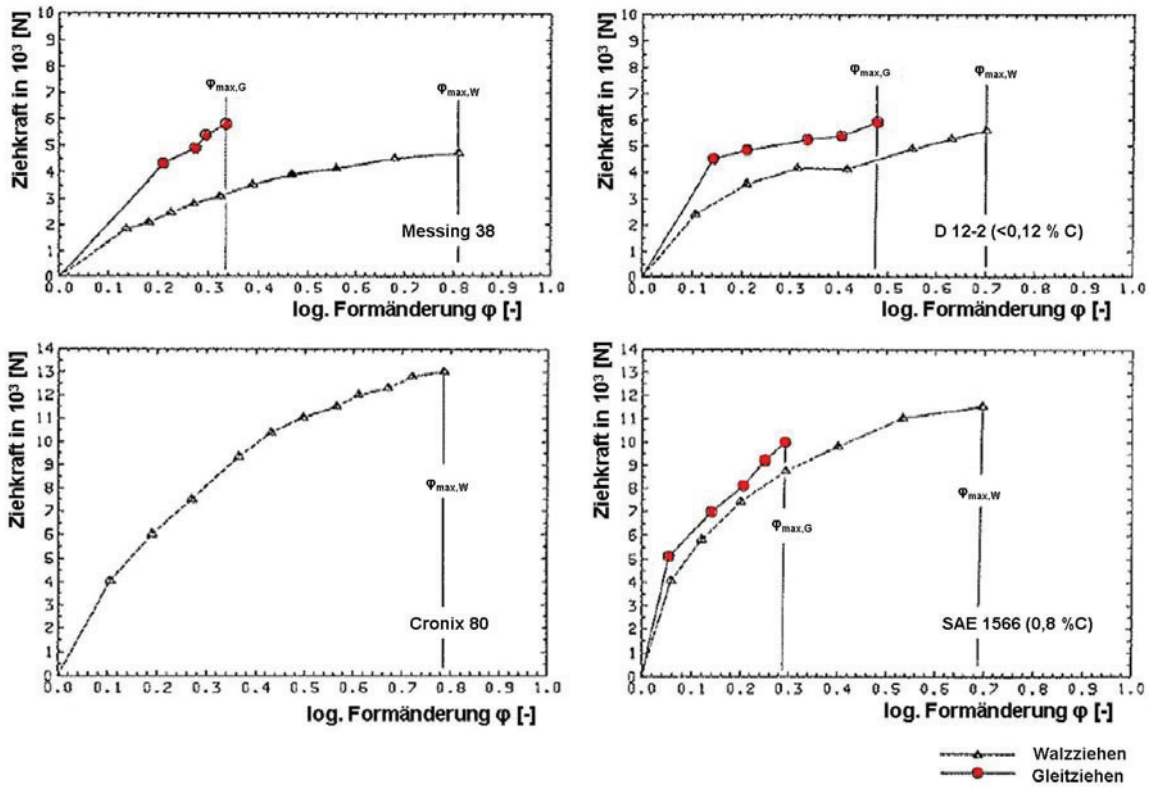 Ziehkraft in 10³ [N]
10
9
8
7
6
5
4
3
2
1
0
φmax,G
φmax,W
Messing 38
0.0 0.1 0.2 0.3 0.4 0.5 0.6 0.7 0.8 0.9 1.0
log. Formänderung φ [-]
Ziehkraft in 10³ [N]
10
9
8
7
6
5
4
3
2
1
0
φmax,G
φmax,W
D 12-2 (<0,12 % C)
0.0 0.1 0.2 0.3 0.4 0.5 0.6 0.7 0.8 0.9 1.0
log. Formänderung φ [-]
Ziehkraft in 10³ [N]
14
13
12
11
10
9
8
7
6
5
4
3
2
1
0
φmax,W
Cronix 80
0.0 0.1 0.2 0.3 0.4 0.5 0.6 0.7 0.8 0.9 1.0
log. Formänderung φ [-]
Ziehkraft in 10³ [N]
14
13
12
11
10
9
8
7
6
5
4
3
2
1
0
φmax,W
φmax,G
SAE 1566 (0,8 %C)
0.0 0.1 0.2 0.3 0.4 0.5 0.6 0.7 0.8 0.9 1.0
log. Formänderung φ [-]
Walzziehen
Gleitziehen